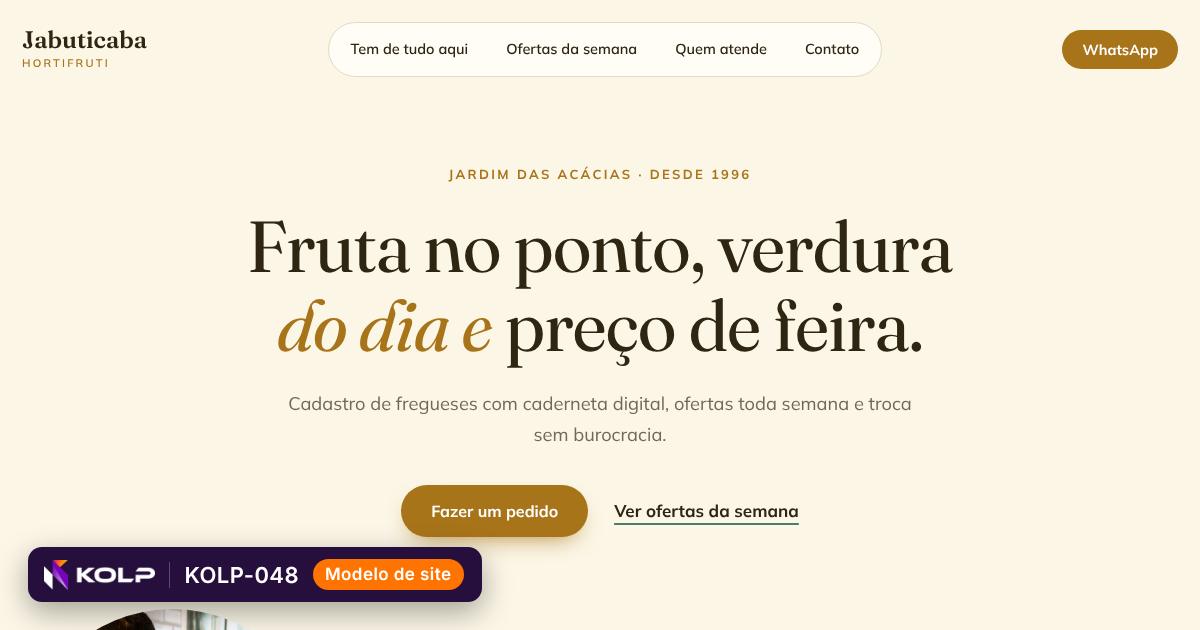 Jabuticaba
HORTIFRUTI
Tem de tudo aqui
Ofertas da semana
Quem atende
Contato
WhatsApp
JARDIM DAS ACÁCIAS · DESDE 1996
Fruta no ponto, verdura
do dia e preço de feira.
Cadastro de fregueses com caderneta digital, ofertas toda semana e troca
sem burocracia.
Fazer um pedido
Ver ofertas da semana
KOLP
KOLP-048
Modelo de site